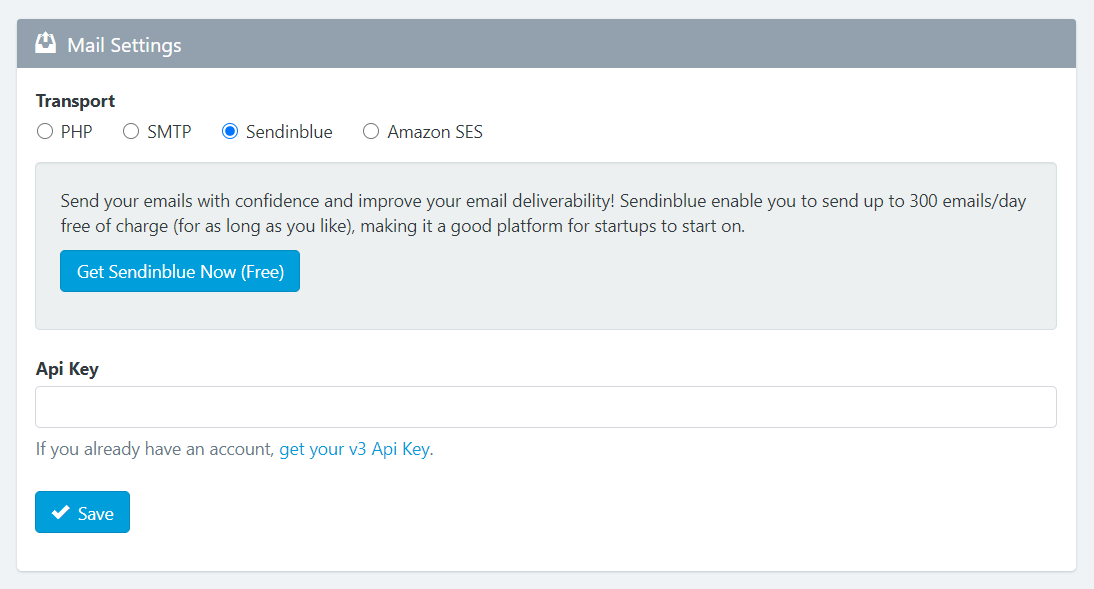 Mail Settings
Transport
PHP SMTP Sendinblue Amazon SES
Send your emails with confidence and improve your email deliverability! Sendinblue enable you to send up to 300 emails/day
free of charge (for as long as you like), making it a good platform for startups to start on.
Get Sendinblue Now (Free)
Api Key
If you already have an account, get your v3 Api Key.
Save